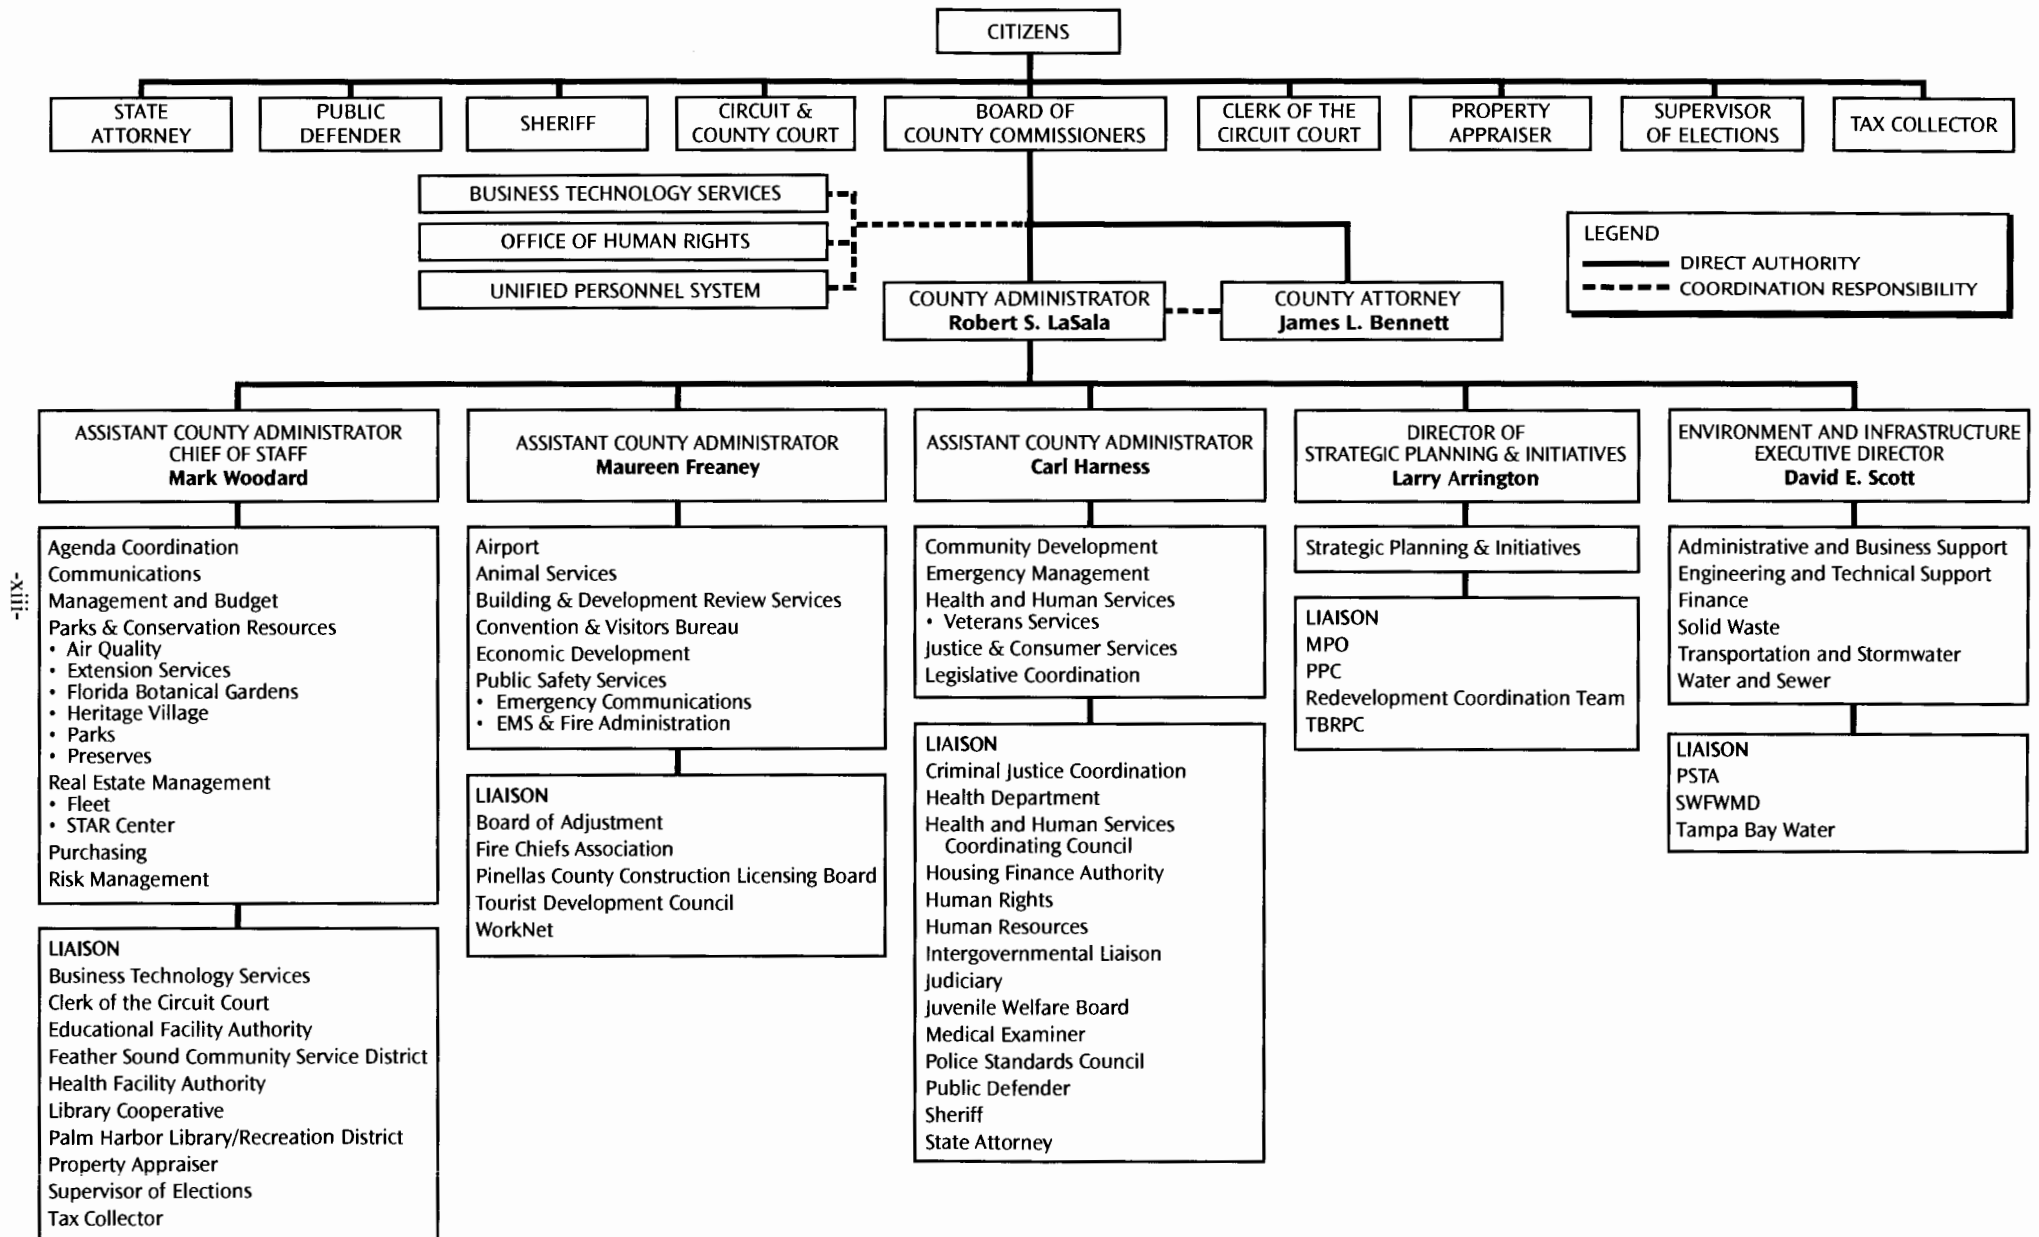 CITIZENS
STATE
ATTORNEY
PUBLIC
DEFENDER
SHERIFF
CIRCUIT &
COUNTY COURT
BOARD OF
COUNTY COMMISSIONERS
CLERK OF THE
CIRCUIT COURT
PROPERTY
APPRAISER
SUPERVISOR
OF ELECTIONS
TAX COLLECTOR
BUSINESS TECHNOLOGY SERVICES
OFFICE OF HUMAN RIGHTS
UNIFIED PERSONNEL SYSTEM
LEGEND
DIRECT AUTHORITY
COORDINATION RESPONSIBILITY
COUNTY ADMINISTRATOR
Robert S. LaSala
COUNTY ATTORNEY
James L. Bennett
ASSISTANT COUNTY ADMINISTRATOR
CHIEF OF STAFF
Mark Woodard
Agenda Coordination
Communications
Management and Budget
Parks & Conservation Resources
• Air Quality
• Extension Services
• Florida Botanical Gardens
• Heritage Village
• Parks
• Preserves
Real Estate Management
• Fleet
• STAR Center
Purchasing
Risk Management
LIAISON
Business Technology Services
Clerk of the Circuit Court
Educational Facility Authority
Feather Sound Community Service District
Health Facility Authority
Library Cooperative
Palm Harbor Library/Recreation District
Property Appraiser
Supervisor of Elections
Tax Collector
ASSISTANT COUNTY ADMINISTRATOR
Maureen Freaney
Airport
Animal Services
Building & Development Review Services
Convention & Visitors Bureau
Economic Development
Public Safety Services
• Emergency Communications
• EMS & Fire Administration
LIAISON
Board of Adjustment
Fire Chiefs Association
Pinellas County Construction Licensing Board
Tourist Development Council
WorkNet
ASSISTANT COUNTY ADMINISTRATOR
Carl Harness
Community Development
Emergency Management
Health and Human Services
• Veterans Services
Justice & Consumer Services
Legislative Coordination
LIAISON
Criminal Justice Coordination
Health Department
Health and Human Services
Coordinating Council
Housing Finance Authority
Human Rights
Human Resources
Intergovernmental Liaison
Judiciary
Juvenile Welfare Board
Medical Examiner
Police Standards Council
Public Defender
Sheriff
State Attorney
DIRECTOR OF
STRATEGIC PLANNING & INITIATIVES
Larry Arrington
Strategic Planning & Initiatives
LIAISON
MPO
PPC
Redevelopment Coordination Team
TBRPC
ENVIRONMENT AND INFRASTRUCTURE
EXECUTIVE DIRECTOR
David E. Scott
Administrative and Business Support
Engineering and Technical Support
Finance
Solid Waste
Transportation and Stormwater
Water and Sewer
LIAISON
PSTA
SWFWMD
Tampa Bay Water
-xiii-